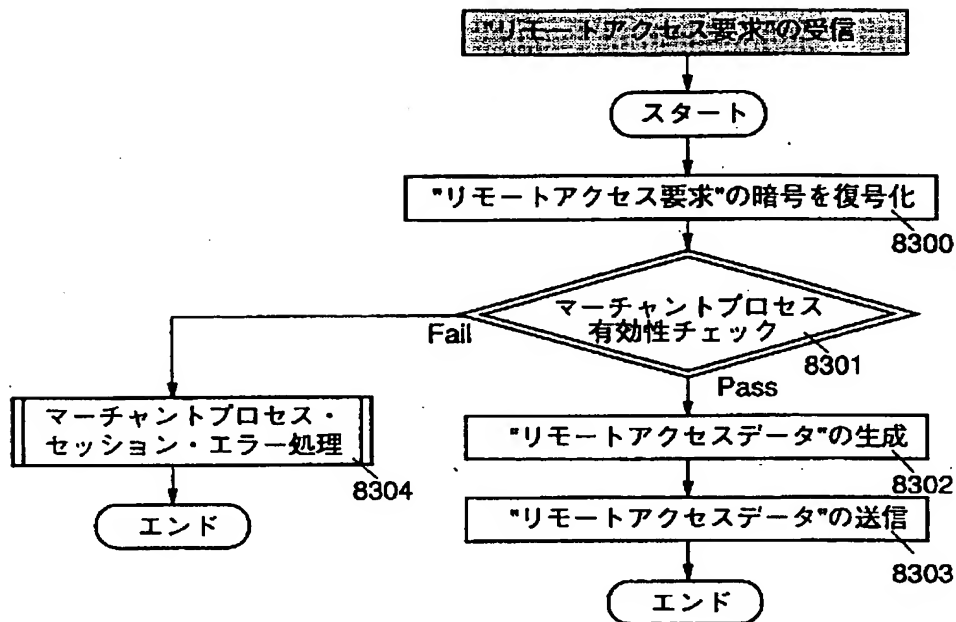 "リモートアクセス要求"の受信
スタート
"リモートアクセス要求"の暗号を復号化
8300
マーチャントプロセス
有効性チェック
8301
Fail
Pass
マーチャントプロセス・
セッション・エラー処理
8304
エンド
"リモートアクセスデータ"の生成
8302
"リモートアクセスデータ"の送信
8303
エンド